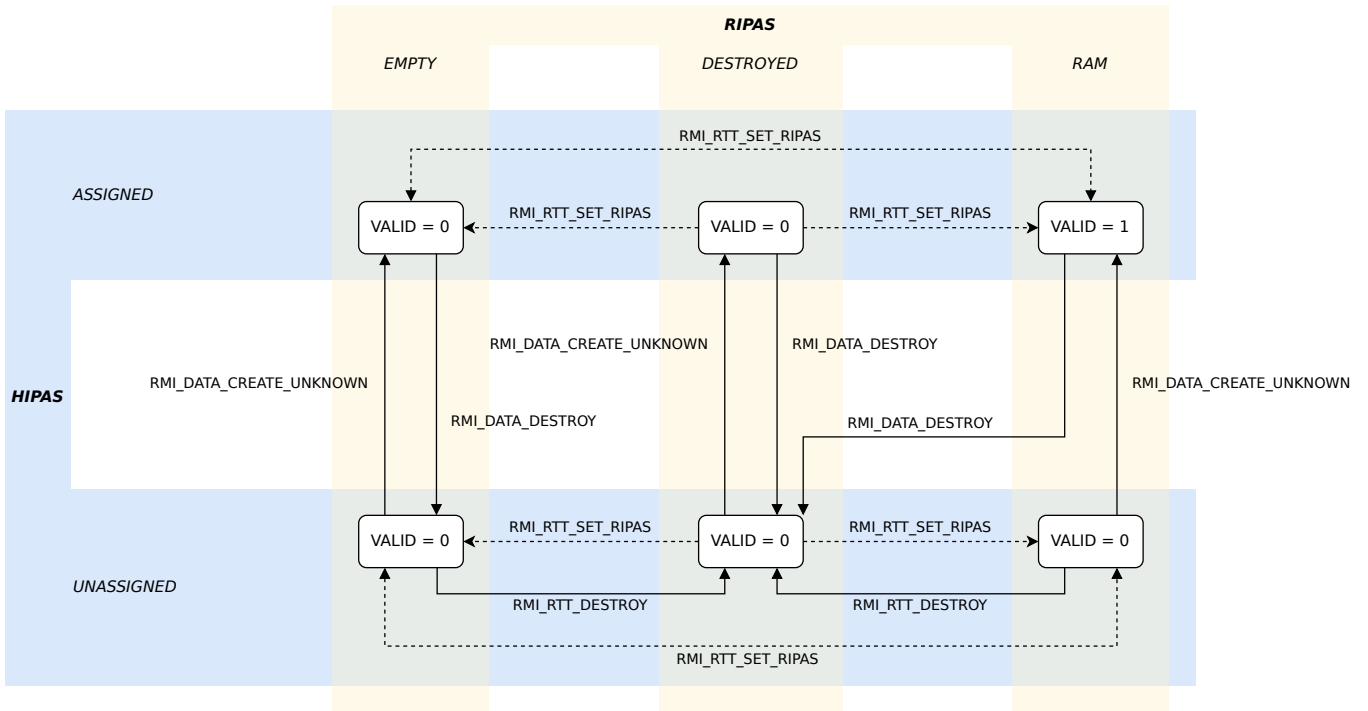 RIPAS
EMPTY
DESTROYED
RAM
RMI_RTT_SET_RIPAS
ASSIGNED
RMI_RTT_SET_RIPAS
RMI_RTT_SET_RIPAS
VALID = 0
VALID = 0
VALID = 1
RMI_DATA_CREATE_UNKNOWN
RMI_DATA_DESTROY
RMI_DATA_CREATE_UNKNOWN
RMI_DATA_CREATE_UNKNOWN
HIPAS
RMI_DATA_DESTROY
RMI_DATA_DESTROY
RMI_RTT_SET_RIPAS
RMI_RTT_SET_RIPAS
VALID = 0
VALID = 0
VALID = 0
UNASSIGNED
RMI_RTT_DESTROY
RMI_RTT_DESTROY
RMI_RTT_SET_RIPAS